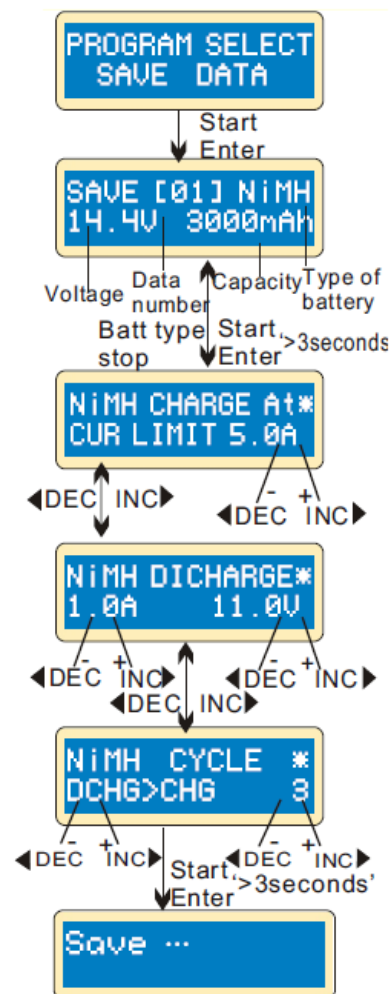 PROGRAM SELECT
SAVE DATA
Start
Enter
SAVE [01] NiMH
14.4V 3000mAh
Voltage Data number Capacity Type of battery
Batt type stop
Start Enter '>3seconds
NiMH CHARGE At*
CUR LIMIT 5.0A
◀DEC INC▶
- +
◀DEC INC▶
NiMH DICHARGE*
1.0A 11.0V
- + - +
◀DEC INC▶ ◀DEC INC▶
◀DEC INC▶
NiMH CYCLE *
DCHG>CHG 3
- + - +
◀DEC INC▶ ◀DEC INC▶
Start Enter '>3seconds'
Save ...